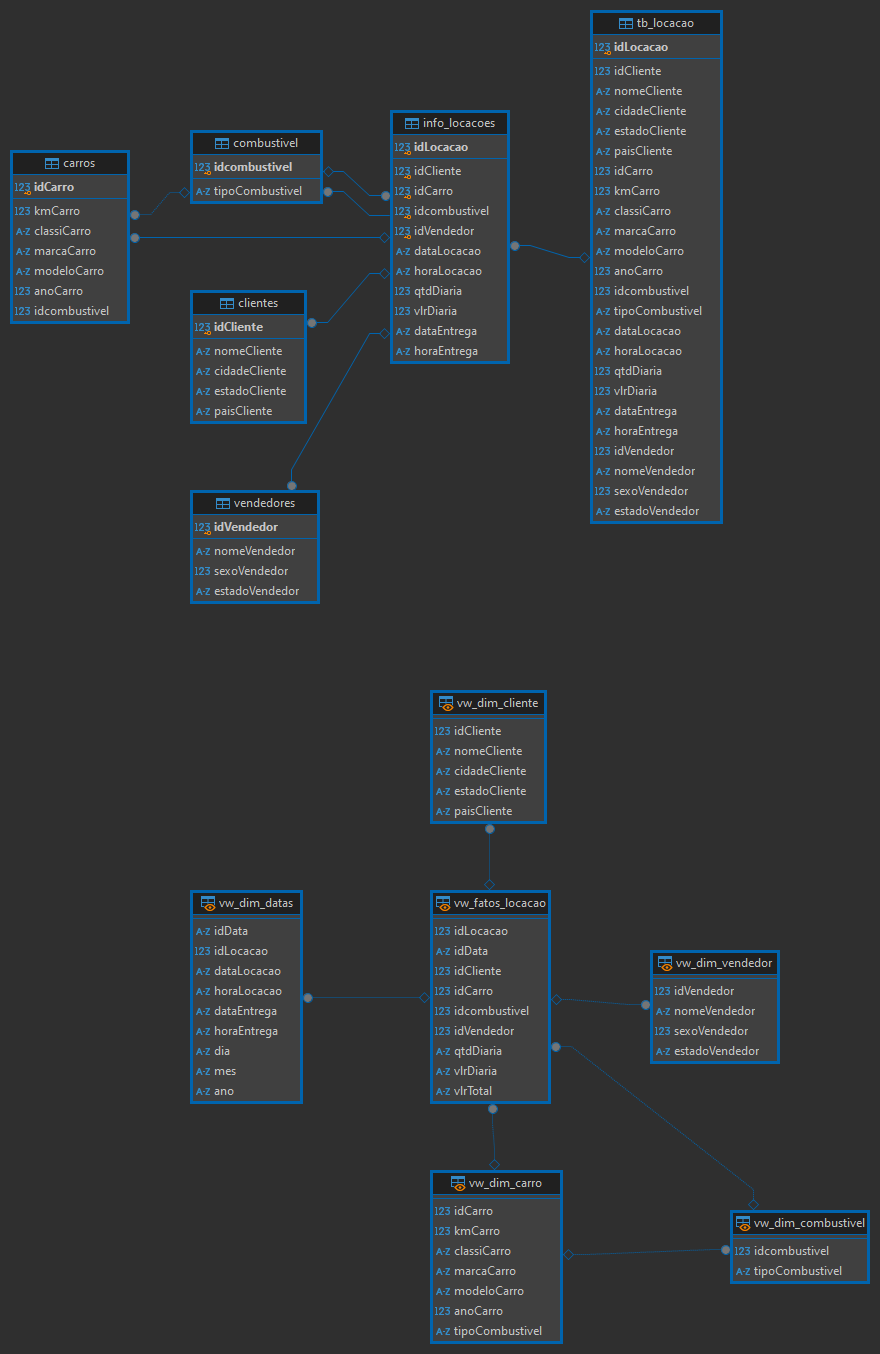 carros
123 idCarro
123 kmCarro
A-Z classiCarro
A-Z marcaCarro
A-Z modeloCarro
123 anoCarro
123 idcombustivel
combustivel
123 idcombustivel
A-Z tipoCombustivel
clientes
123 idCliente
A-Z nomeCliente
A-Z cidadeCliente
A-Z estadoCliente
A-Z paisCliente
vendedores
123 idVendedor
A-Z nomeVendedor
123 sexoVendedor
A-Z estadoVendedor
info_locacoes
123 idLocacao
123 idCliente
123 idCarro
123 idcombustivel
123 idVendedor
A-Z dataLocacao
A-Z horaLocacao
123 qtdDiaria
123 vlrDiaria
A-Z dataEntrega
A-Z horaEntrega
tb_locacao
123 idLocacao
123 idCliente
A-Z nomeCliente
A-Z cidadeCliente
A-Z estadoCliente
A-Z paisCliente
123 idCarro
123 kmCarro
A-Z classiCarro
A-Z marcaCarro
A-Z modeloCarro
123 anoCarro
123 idcombustivel
A-Z tipoCombustivel
A-Z dataLocacao
A-Z horaLocacao
123 qtdDiaria
123 vlrDiaria
A-Z dataEntrega
A-Z horaEntrega
123 idVendedor
A-Z nomeVendedor
123 sexoVendedor
A-Z estadoVendedor
vw_dim_cliente
123 idCliente
A-Z nomeCliente
A-Z cidadeCliente
A-Z estadoCliente
A-Z paisCliente
vw_dim_datas
A-Z idData
123 idLocacao
A-Z dataLocacao
A-Z horaLocacao
A-Z dataEntrega
A-Z horaEntrega
A-Z dia
A-Z mes
A-Z ano
vw_fatos_locacao
123 idLocacao
A-Z idData
123 idCliente
123 idCarro
123 idcombustivel
123 idVendedor
A-Z qtdDiaria
A-Z vlrDiaria
A-Z vlrTotal
vw_dim_vendedor
123 idVendedor
A-Z nomeVendedor
123 sexoVendedor
A-Z estadoVendedor
vw_dim_carro
123 idCarro
123 kmCarro
A-Z classiCarro
A-Z marcaCarro
A-Z modeloCarro
123 anoCarro
A-Z tipoCombustivel
vw_dim_combustivel
123 idcombustivel
A-Z tipoCombustivel